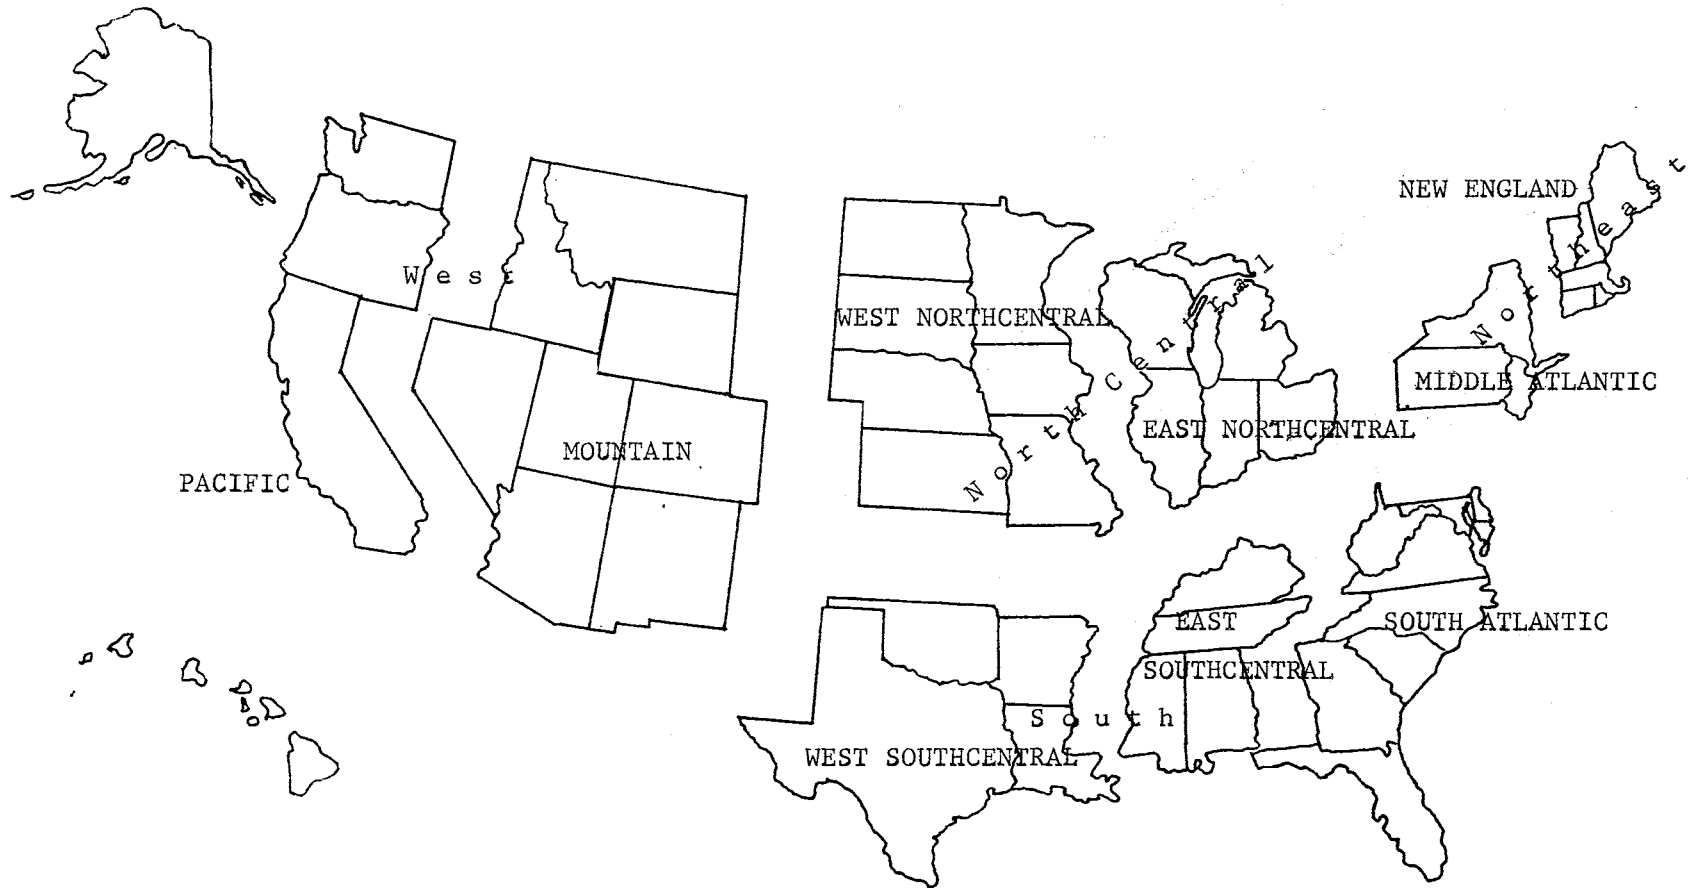 NEW ENGLAND
Northeast
West
WEST NORTHCENTRAL
North Central
MIDDLE ATLANTIC
EAST NORTHCENTRAL
MOUNTAIN
PACIFIC
EAST
SOUTHCENTRAL
SOUTH ATLANTIC
South
WEST SOUTHCENTRAL